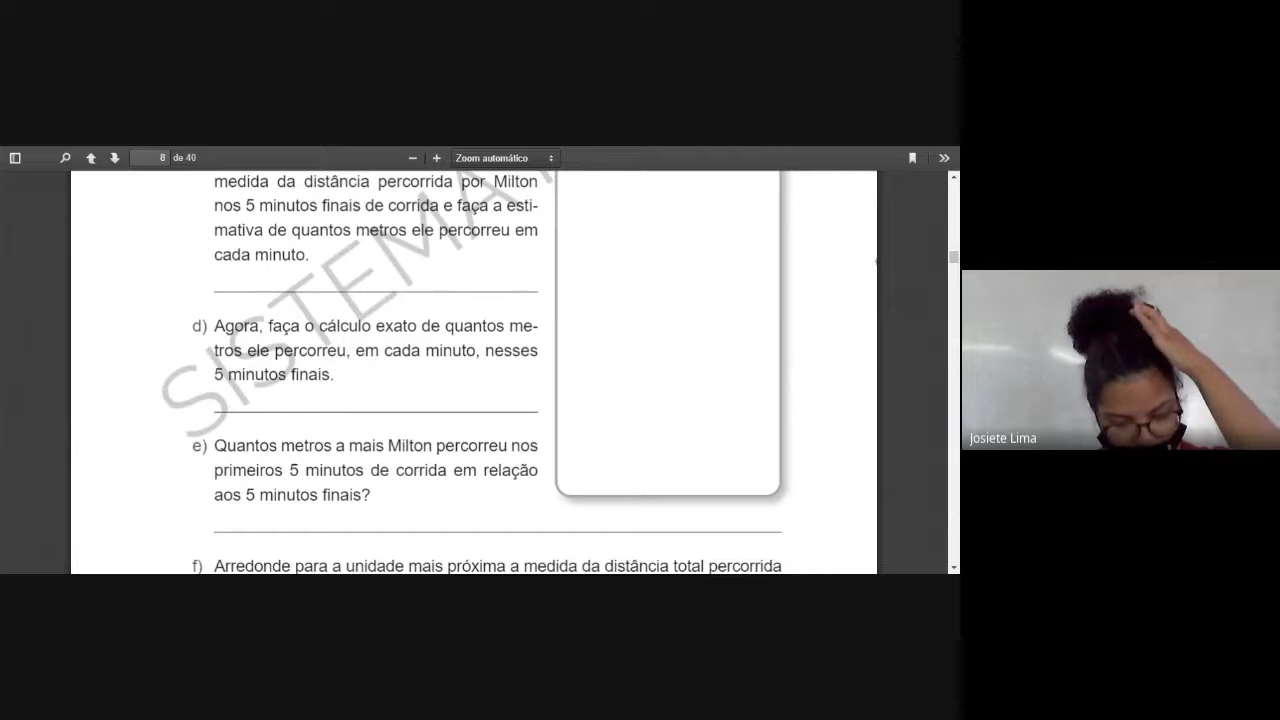 8 de 40
Zoom automático
medida da distância percorrida por Milton
nos 5 minutos finais de corrida e faça a esti-
mativa de quantos metros ele percorreu em
cada minuto.
d) Agora, faça o cálculo exato de quantos me-
tros ele percorreu, em cada minuto, nesses
5 minutos finais.
e) Quantos metros a mais Milton percorreu nos
primeiros 5 minutos de corrida em relação
aos 5 minutos finais?
f) Arredonde para a unidade mais próxima a medida da distância total percorrida
SISTEMA
Josiete Lima